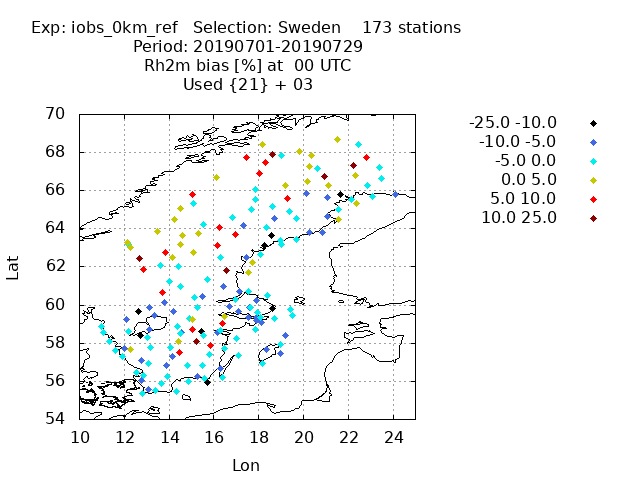 Exp: iobs_0km_ref   Selection: Sweden    173 stations
Period: 20190701-20190729
Rh2m bias [%] at  00 UTC
Used {21} + 03
-25.0 -10.0
-10.0 -5.0
-5.0 0.0
0.0 5.0
5.0 10.0
10.0 25.0
70
68
66
64
62
60
58
56
54
Lat
10 12 14 16 18 20 22 24
Lon